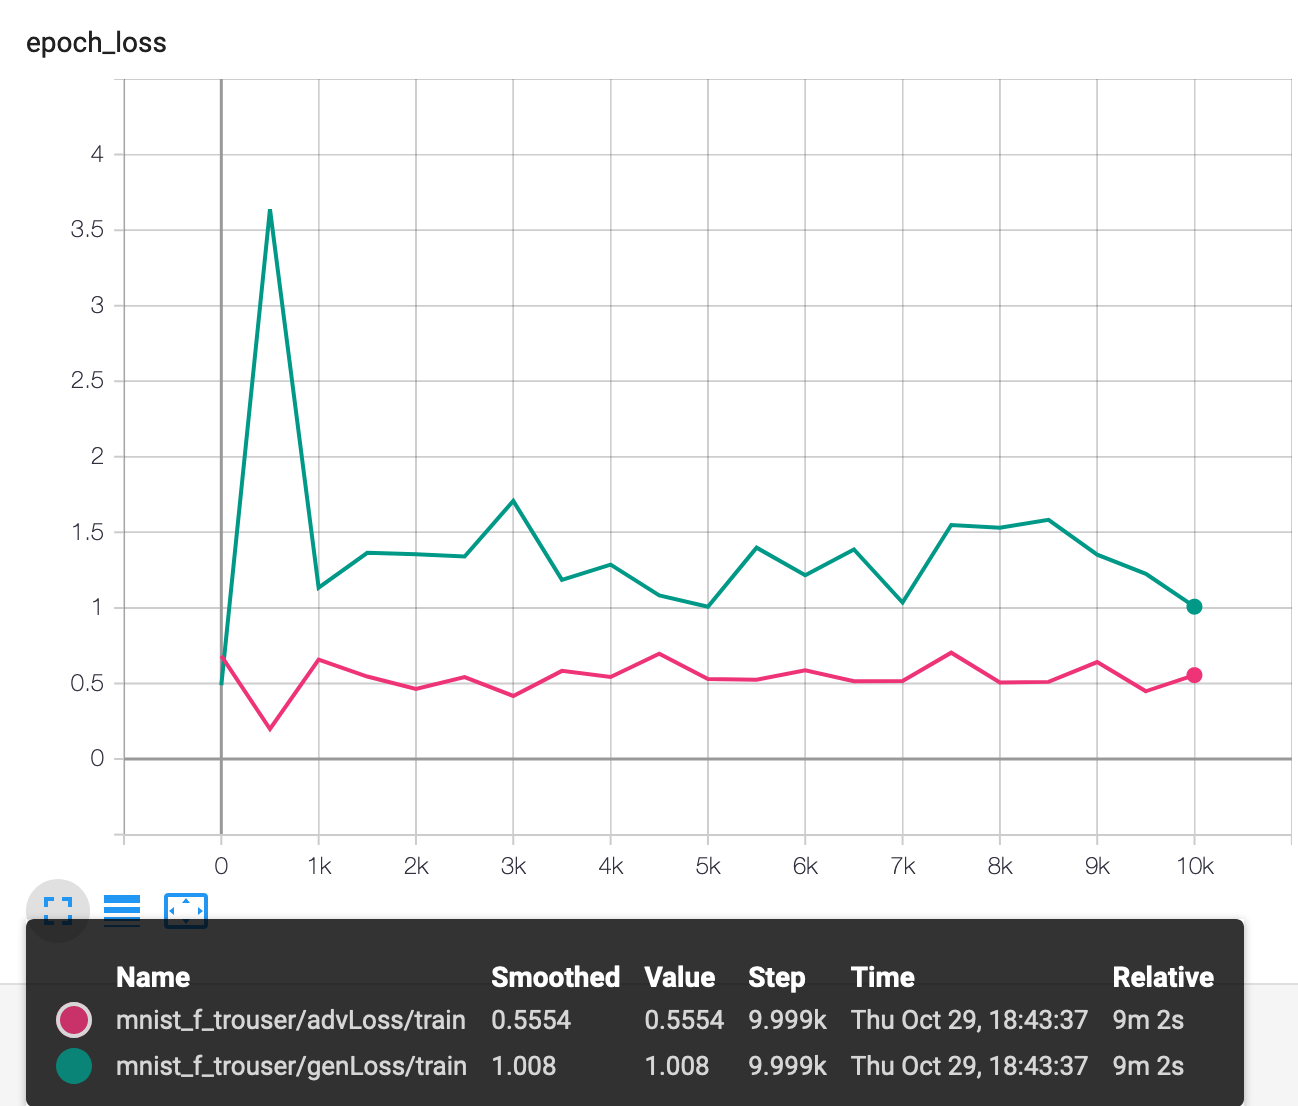 epoch_loss
4
3.5
3
2.5
2
1.5
1
0.5
0
0 1k 2k 3k 4k 5k 6k 7k 8k 9k 10k
Name Smoothed Value Step Time Relative
mnist_f_trouser/advLoss/train 0.5554 0.5554 9.999k Thu Oct 29, 18:43:37 9m 2s
mnist_f_trouser/genLoss/train 1.008 1.008 9.999k Thu Oct 29, 18:43:37 9m 2s